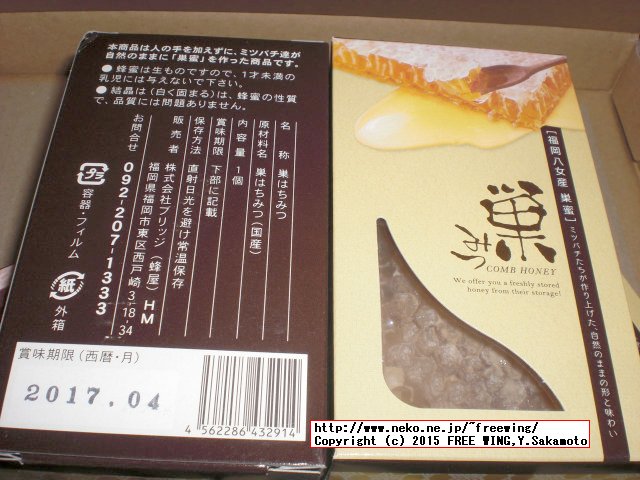 本商品は人の手を加えずに、ミツバチ達が
自然のままに「巣蜜」を作った商品です。
●蜂蜜は生ものですので、1才未満の
乳児には与えないで下さい。
●結晶は(白く固まる)は、蜂蜜の性質
で、品質には問題ありません。
名　称 巣はちみつ
原材料名 巣はちみつ(国産)
内容量 1個
賞味期限 下部に記載
保存方法 直射日光を避け常温保存
販売者 株式会社ブリッジ(蜂屋)HM
福岡県福岡市東区西戸崎3-18-34
お問合せ 092-207-1333
プラ
容器・フィルム
紙
外箱
賞味期限(西暦・月)
2017.04
4 562286 432914
[福岡八女産 巣蜜]ミツバチたちが作り上げた、自然のままの形と味わい
巣みつ
COMB HONEY
We offer you a freshly stored
honey from their storage!
http://www.neko.ne.jp/~freewing/
Copyright (c) 2015 FREE WING,Y.Sakamoto